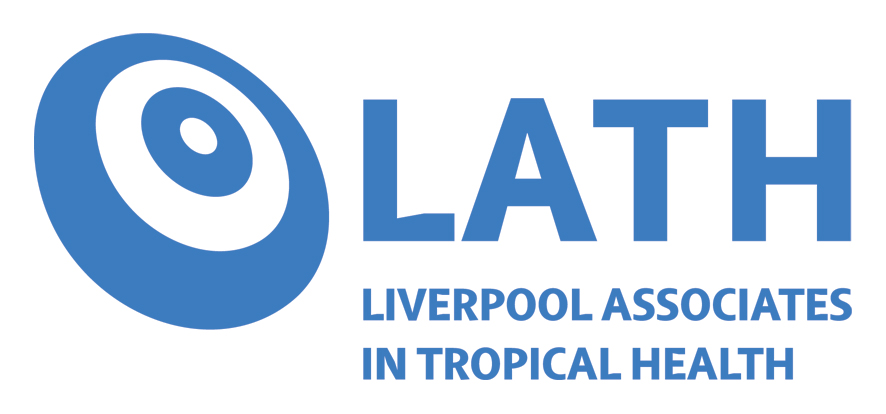 LATH
LIVERPOOL ASSOCIATES
IN TROPICAL HEALTH